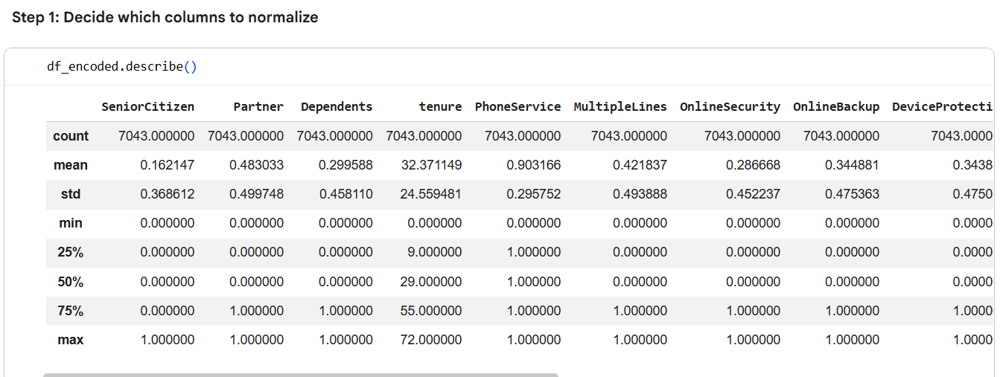 Step 1: Decide which columns to normalize
df_encoded.describe()
SeniorCitizen Partner Dependents tenure PhoneService MultipleLines OnlineSecurity OnlineBackup DeviceProtecti
count 7043.000000 7043.000000 7043.000000 7043.000000 7043.000000 7043.000000 7043.000000 7043.000000 7043.0000
mean 0.162147 0.483033 0.299588 32.371149 0.903166 0.421837 0.286668 0.344881 0.3438
std 0.368612 0.499748 0.458110 24.559481 0.295752 0.493888 0.452237 0.475363 0.4750
min 0.000000 0.000000 0.000000 0.000000 0.000000 0.000000 0.000000 0.000000 0.0000
25% 0.000000 0.000000 0.000000 9.000000 1.000000 0.000000 0.000000 0.000000 0.0000
50% 0.000000 0.000000 0.000000 29.000000 1.000000 0.000000 0.000000 0.000000 0.0000
75% 0.000000 1.000000 1.000000 55.000000 1.000000 1.000000 1.000000 1.000000 1.0000
max 1.000000 1.000000 1.000000 72.000000 1.000000 1.000000 1.000000 1.000000 1.0000